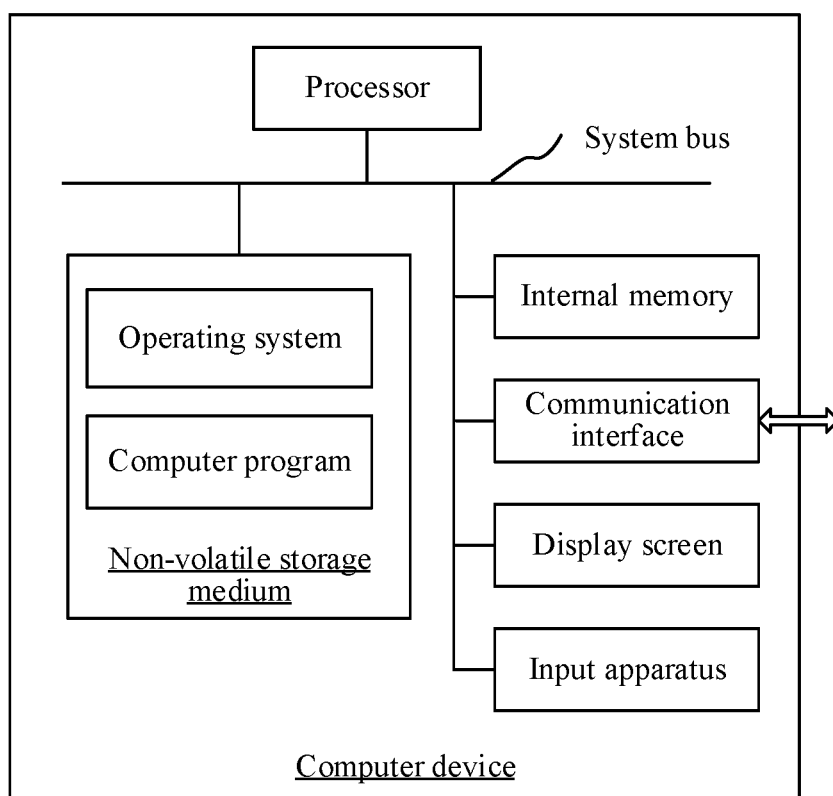 Processor
System bus
Operating system
Computer program
Non-volatile storage
medium
Internal memory
Communication
interface
Display screen
Input apparatus
Computer device